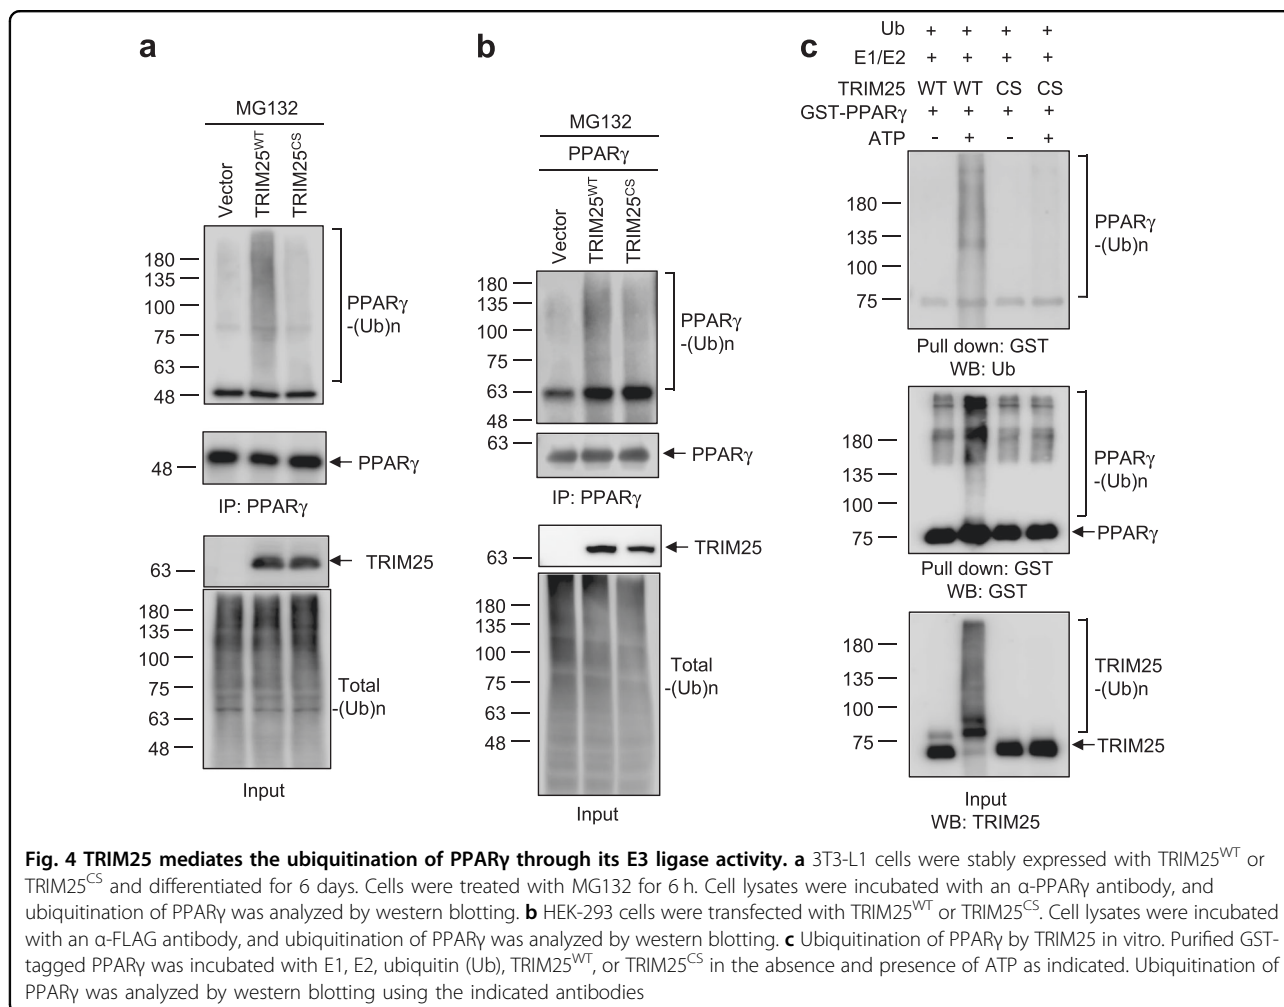 a
MG132
Vector
TRIM25WT
TRIM25CS
180
135
100
75
63
48
PPARγ
-(Ub)n
48
PPARγ
IP: PPARγ
63
TRIM25
180
135
100
75
63
48
Total
-(Ub)n
Input
b
MG132
PPARγ
Vector
TRIM25WT
TRIM25CS
180
135
100
75
63
48
PPARγ
-(Ub)n
63
PPARγ
IP: PPARγ
63
TRIM25
180
135
100
75
63
48
Total
-(Ub)n
Input
c
Ub + + + +
E1/E2 + + + +
TRIM25 WT WT CS CS
GST-PPARγ + + + +
ATP - + - +
180
135
100
75
PPARγ
-(Ub)n
Pull down: GST
WB: Ub
180
135
100
75
PPARγ
-(Ub)n
PPARγ
Pull down: GST
WB: GST
180
135
100
75
TRIM25
-(Ub)n
TRIM25
Input
WB: TRIM25
Fig. 4 TRIM25 mediates the ubiquitination of PPARγ through its E3 ligase activity. a 3T3-L1 cells were stably expressed with TRIM25WT or
TRIM25CS and differentiated for 6 days. Cells were treated with MG132 for 6 h. Cell lysates were incubated with an α-PPARγ antibody, and
ubiquitination of PPARγ was analyzed by western blotting. b HEK-293 cells were transfected with TRIM25WT or TRIM25CS. Cell lysates were incubated
with an α-FLAG antibody, and ubiquitination of PPARγ was analyzed by western blotting. c Ubiquitination of PPARγ by TRIM25 in vitro. Purified GST-
tagged PPARγ was incubated with E1, E2, ubiquitin (Ub), TRIM25WT, or TRIM25CS in the absence and presence of ATP as indicated. Ubiquitination of
PPARγ was analyzed by western blotting using the indicated antibodies